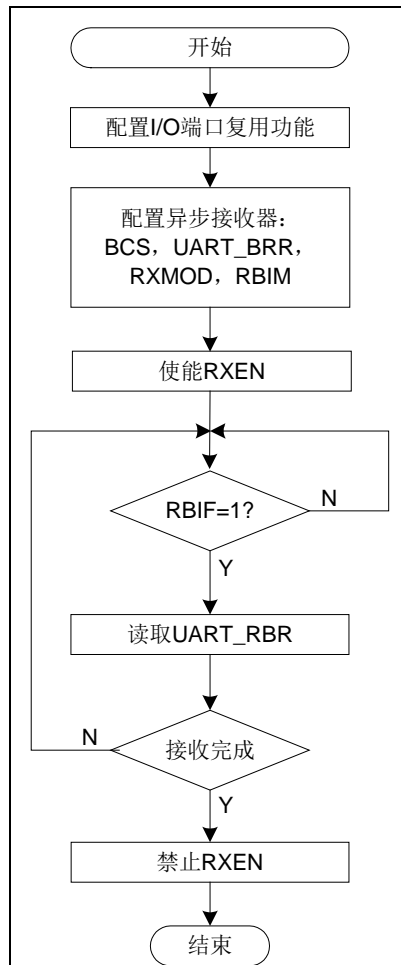 开始
配置I/O端口复用功能
配置异步接收器：
BCS，UART_BRR，
RXMOD，RBIM
使能RXEN
RBIF=1?
N
Y
读取UART_RBR
N
接收完成
Y
禁止RXEN
结束